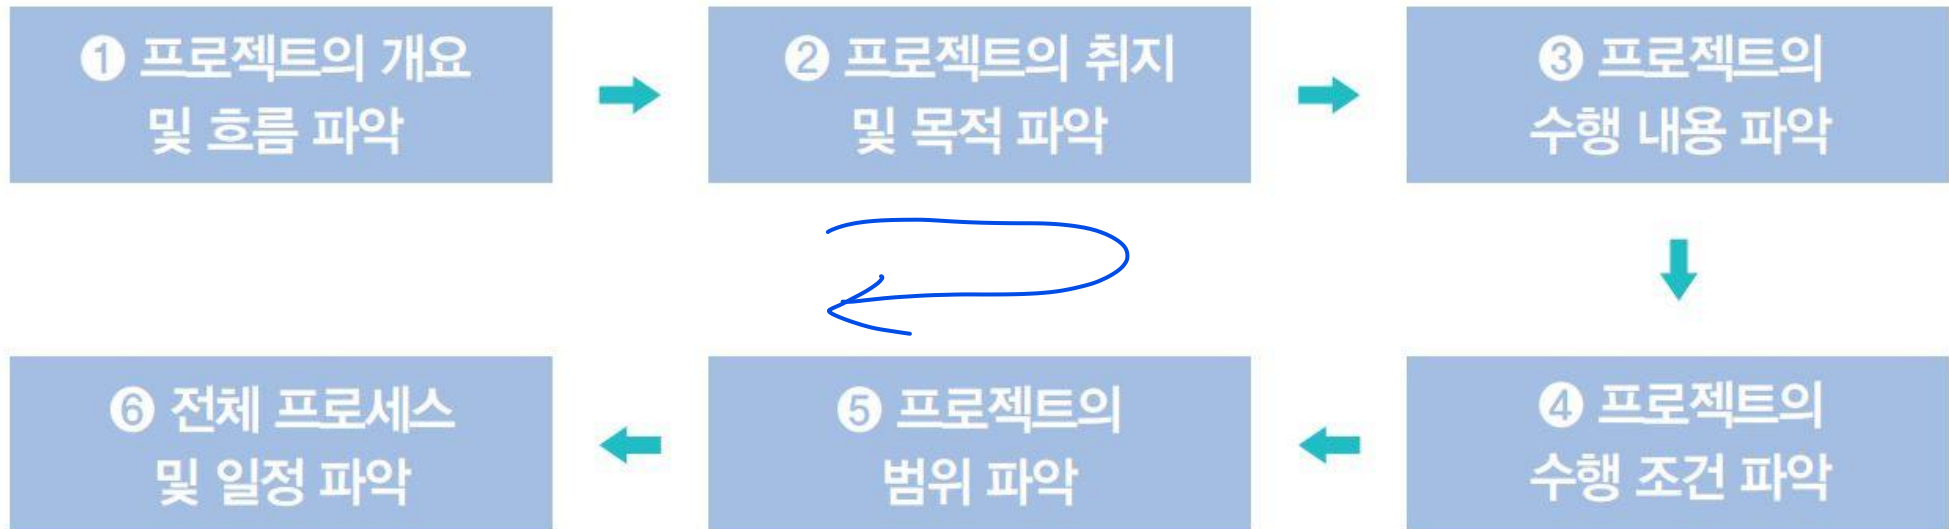 ❶ 프로젝트의 개요
및 흐름 파악
❷ 프로젝트의 취지
및 목적 파악
❸ 프로젝트의
수행 내용 파악
❹ 프로젝트의
수행 조건 파악
❺ 프로젝트의
범위 파악
❻ 전체 프로세스
및 일정 파악